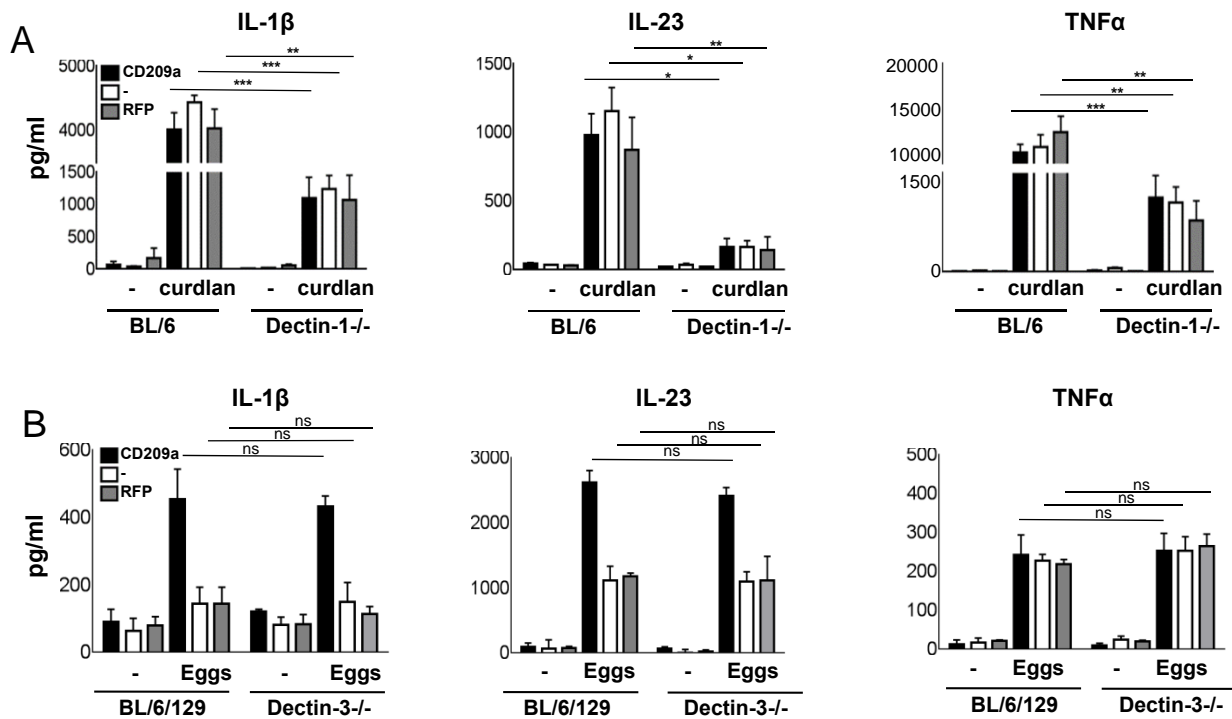 A
IL-1β
IL-23
TNFα
CD209a
-
RFP
pg/ml
5000
4000
1500
1000
500
0
**
***
***
- curdlan - curdlan
BL/6 Dectin-1-/-
1500
1000
500
0
**
*
*
- curdlan - curdlan
BL/6 Dectin-1-/-
20000
15000
10000
1500
0
**
**
***
- curdlan - curdlan
BL/6 Dectin-1-/-
B
IL-1β
IL-23
TNFα
CD209a
-
RFP
pg/ml
600
400
200
0
ns
ns
ns
- Eggs - Eggs
BL/6/129 Dectin-3-/-
3000
2000
1000
0
ns
ns
ns
- Eggs - Eggs
BL/6/129 Dectin-3-/-
500
400
300
200
100
0
ns
ns
ns
- Eggs - Eggs
BL/6/129 Dectin-3-/-